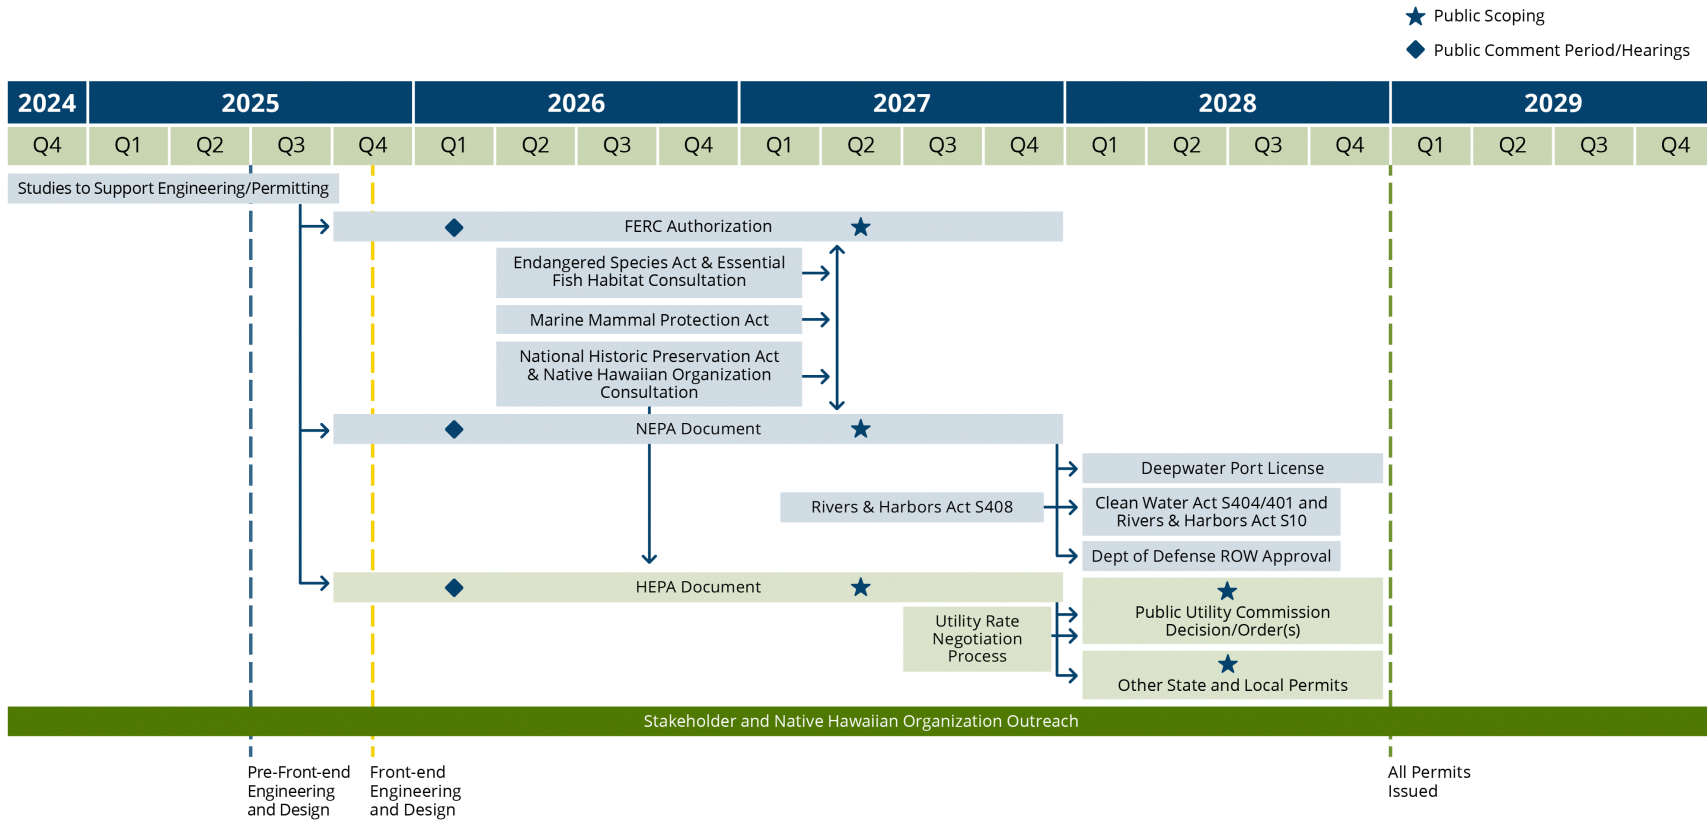 Public Scoping
Public Comment Period/Hearings
2024 2025 2026 2027 2028 2029
Q4 Q1 Q2 Q3 Q4 Q1 Q2 Q3 Q4 Q1 Q2 Q3 Q4 Q1 Q2 Q3 Q4 Q1 Q2 Q3 Q4
Studies to Support Engineering/Permitting
FERC Authorization
Endangered Species Act & Essential
Fish Habitat Consultation
Marine Mammal Protection Act
National Historic Preservation Act
& Native Hawaiian Organization
Consultation
NEPA Document
Deepwater Port License
Rivers & Harbors Act S408
Clean Water Act S404/401 and
Rivers & Harbors Act S10
Dept of Defense ROW Approval
HEPA Document
Utility Rate
Negotiation
Process
Public Utility Commission
Decision/Order(s)
Other State and Local Permits
Stakeholder and Native Hawaiian Organization Outreach
Pre-Front-end
Engineering
and Design
Front-end
Engineering
and Design
All Permits
Issued